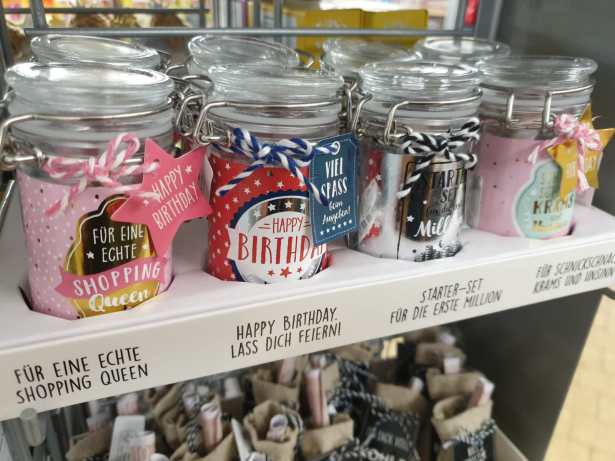 FÜR EINE
ECHTE
SHOPPING
Queen
HAPPY
BIRTHDAY
HAPPY
BIRTHDAY
VIEL
SPASS
beim
Ausgeben!
STARTER
SET
KRAMS
FÜR EINE ECHTE
SHOPPING QUEEN
HAPPY BIRTHDAY.
LASS DICH FEIERN!
STARTER-SET
FÜR DIE ERSTE MILLION
FÜR SCHNICKSCHNACK
KRAMS UND UNSINN